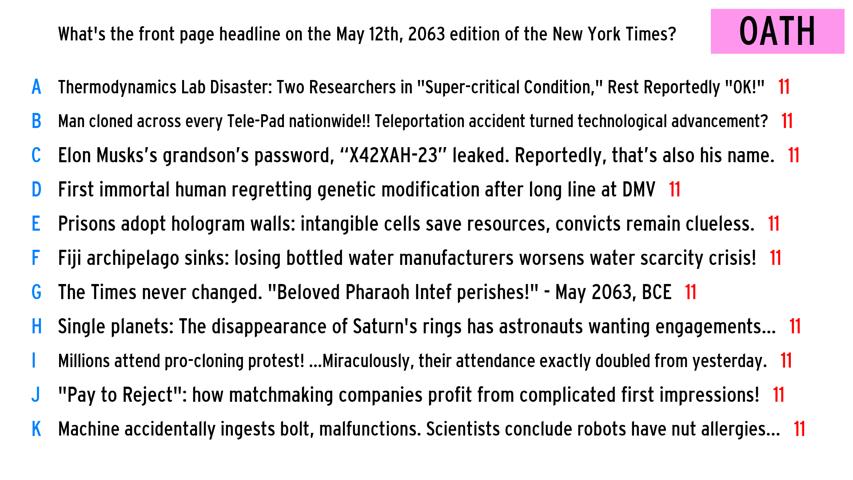 What's the front page headline on the May 12th, 2063 edition of the New York Times?
OATH
A Thermodynamics Lab Disaster: Two Researchers in "Super-critical Condition," Rest Reportedly "OK!" 11
B Man cloned across every Tele-Pad nationwide!! Teleportation accident turned technological advancement? 11
C Elon Musks’s grandson’s password, “X42XAH-23” leaked. Reportedly, that’s also his name. 11
D First immortal human regretting genetic modification after long line at DMV 11
E Prisons adopt hologram walls: intangible cells save resources, convicts remain clueless. 11
F Fiji archipelago sinks: losing bottled water manufacturers worsens water scarcity crisis! 11
G The Times never changed. "Beloved Pharaoh Intef perishes!" - May 2063, BCE 11
H Single planets: The disappearance of Saturn's rings has astronauts wanting engagements... 11
I Millions attend pro-cloning protest! ...Miraculously, their attendance exactly doubled from yesterday. 11
J "Pay to Reject": how matchmaking companies profit from complicated first impressions! 11
K Machine accidentally ingests bolt, malfunctions. Scientists conclude robots have nut allergies... 11